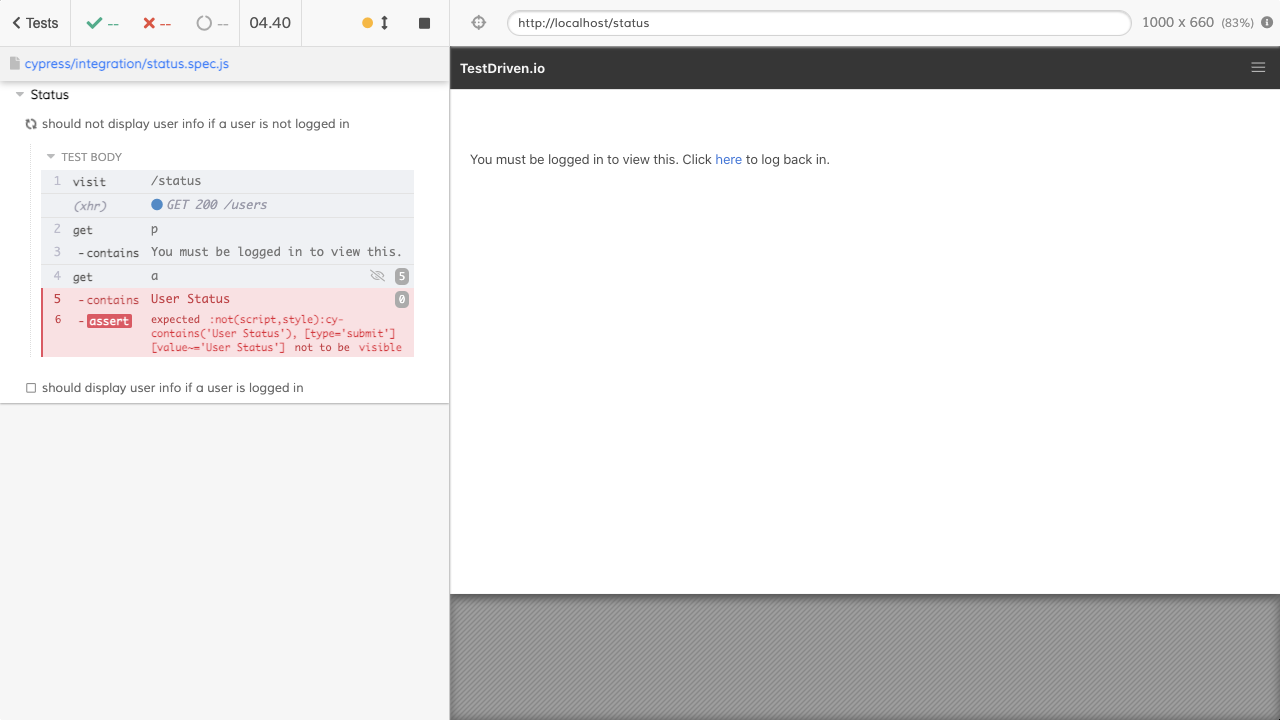 Tests -- -- -- 04.40
http://localhost/status 1000 x 660 (83%)
cypress/integration/status.spec.js
Status
should not display user info if a user is not logged in
TEST BODY
1 visit /status
(xhr) GET 200 /users
2 get p
3 - contains You must be logged in to view this.
4 get a 5
5 - contains User Status 0
6 - assert expected :not(script,style):cy-
contains('User Status'), [type='submit']
[value~='User Status'] not to be visible
should display user info if a user is logged in
TestDriven.io
You must be logged in to view this. Click here to log back in.